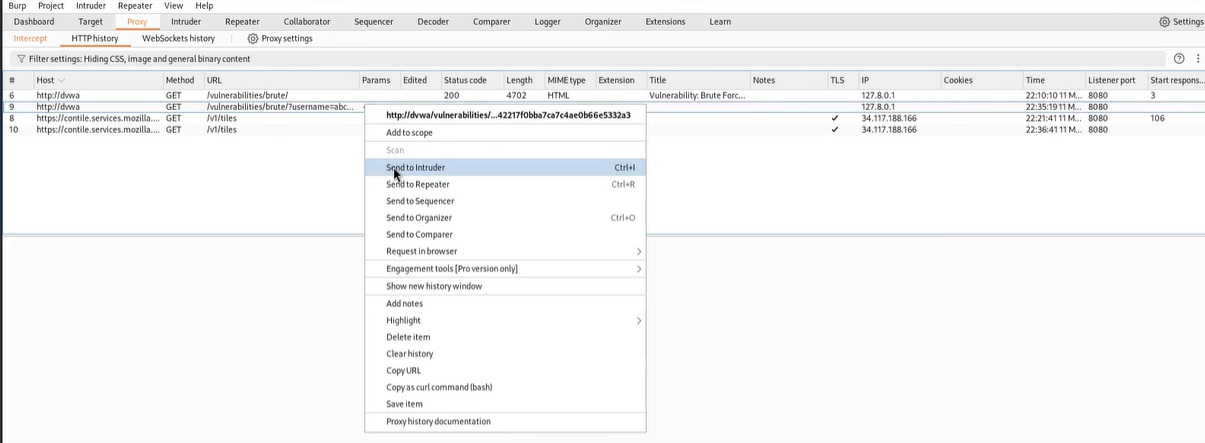 Burp Project Intruder Repeater View Help
Dashboard Target Proxy Intruder Repeater Collaborator Sequencer Decoder Comparer Logger Organizer Extensions Learn Settings
Intercept HTTP history WebSockets history Proxy settings
Filter settings: Hiding CSS, image and general binary content
# Host Method URL Params Edited Status code Length MIME type Extension Title Notes TLS IP Cookies Time Listener port Start respons...
6 http://dvwa GET /vulnerabilities/brute/ 200 4702 HTML Vulnerability: Brute Forc... 127.8.0.1 22:10:10 11 M... 8080 3
9 http://dvwa GET /vulnerabilities/brute/?username=abc... 127.8.0.1 22:35:19 11 M... 8080
8 https://contile.services.mozilla.... GET /v1/tiles ✓ 34.117.188.166 22:21:41 11 M... 8080 106
10 https://contile.services.mozilla.... GET /v1/tiles ✓ 34.117.188.166 22:36:41 11 M... 8080
http://dvwa/vulnerabilities/...42217f0bba7ca7c4ae0b66e5332a3
Add to scope
Scan
Send to Intruder Ctrl+I
Send to Repeater Ctrl+R
Send to Sequencer
Send to Organizer Ctrl+O
Send to Comparer
Request in browser
Engagement tools [Pro version only]
Show new history window
Add notes
Highlight
Delete item
Clear history
Copy URL
Copy as curl command (bash)
Save item
Proxy history documentation